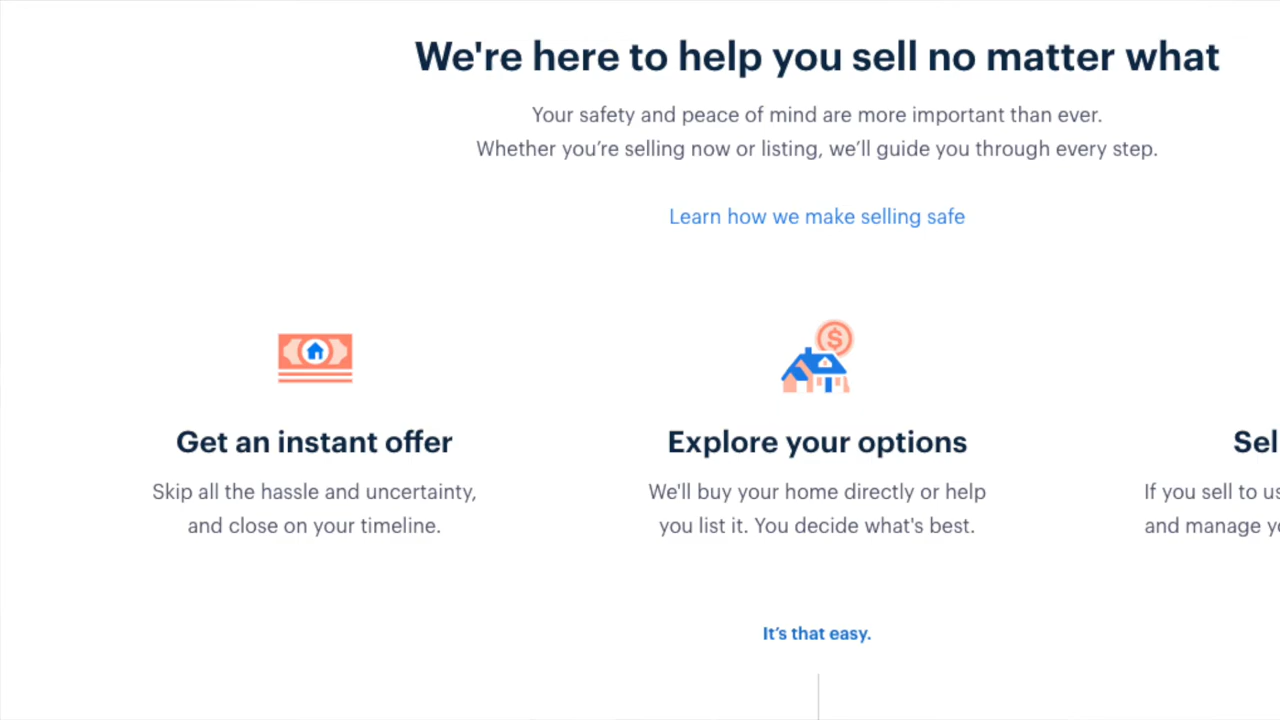 We're here to help you sell no matter what
Your safety and peace of mind are more important than ever.
Whether you’re selling now or listing, we’ll guide you through every step.
Learn how we make selling safe
$
Get an instant offer
Skip all the hassle and uncertainty,
and close on your timeline.
Explore your options
We'll buy your home directly or help
you list it. You decide what's best.
If you sell to
and manage
It’s that easy.